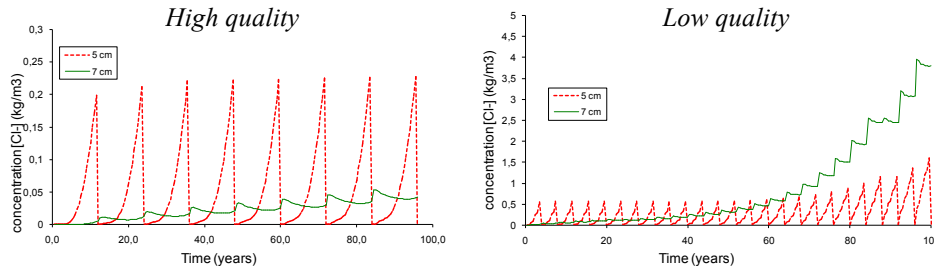 High quality
concentration [Cl-] (kg/m3)
0,3
0,25
0,2
0,15
0,1
0,05
0
5 cm
7 cm
0,0 20,0 40,0 60,0 80,0 100,0
Time (years)
Low quality
concentration [Cl-] (kg/m3)
5
4,5
4
3,5
3
2,5
2
1,5
1
0,5
0
5 cm
7 cm
0 20 40 60 80 10
Time (years)